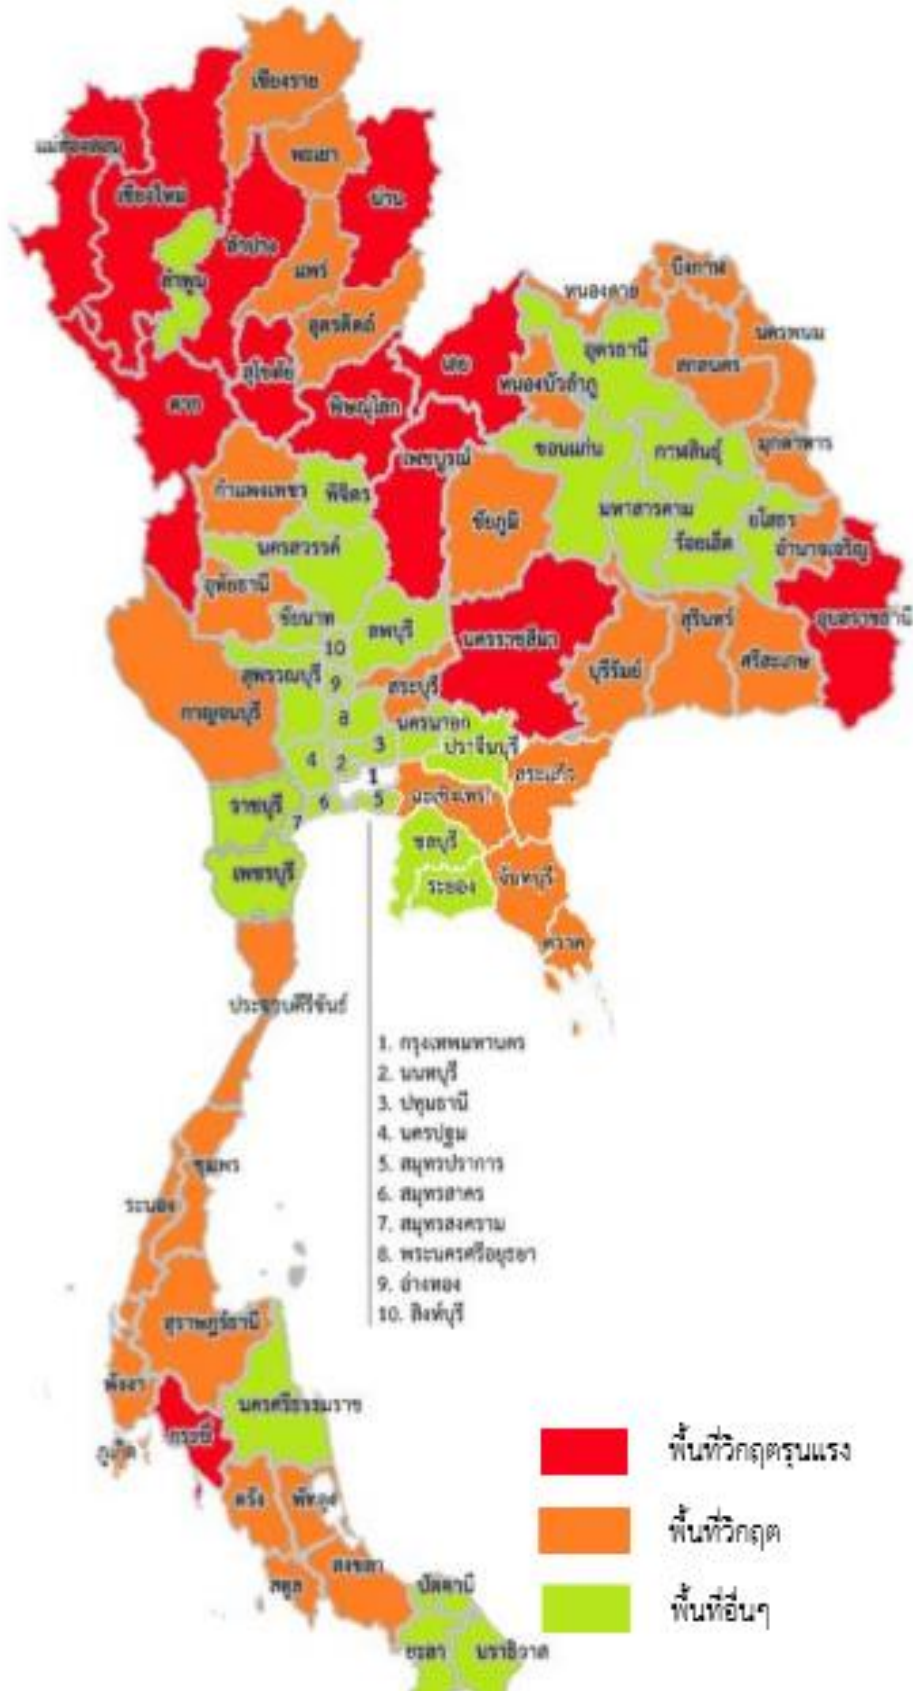 เชียงราย
แม่ฮ่องสอน
พะเยา
เชียงใหม่
น่าน
ลำปาง
แพร่
ลำพูน
บึงกาฬ
หนองคาย
อุตรดิตถ์
นครพนม
อุดรธานี
สกลนคร
เลย
สุโขทัย
หนองบัวลำภู
ตาก
พิษณุโลก
มุกดาหาร
ขอนแก่น
กาฬสินธุ์
เพชรบูรณ์
กำแพงเพชร
พิจิตร
มหาสารคาม
ชัยภูมิ
ยโสธร
ร้อยเอ็ด
นครสวรรค์
อำนาจเจริญ
อุทัยธานี
ชัยนาท
สุรินทร์
อุบลราชธานี
ลพบุรี
นครราชสีมา
10
ศรีสะเกษ
บุรีรัมย์
สุพรรณบุรี
9
สระบุรี
กาญจนบุรี
8
นครนายก
3
ปราจีนบุรี
4
2
1
สระแก้ว
ฉะเชิงเทรา
ราชบุรี
6
5
7
ชลบุรี
เพชรบุรี
ระยอง
จันทบุรี
ตราด
ประจวบคีรีขันธ์
1. กรุงเทพมหานคร
2. นนทบุรี
3. ปทุมธานี
4. นครปฐม
5. สมุทรปราการ
6. สมุทรสาคร
7. สมุทรสงคราม
8. พระนครศรีอยุธยา
9. อ่างทอง
10. สิงห์บุรี
ชุมพร
ระนอง
สุราษฎร์ธานี
พังงา
นครศรีธรรมราช
กระบี่
ภูเก็ต
ตรัง
พัทลุง
สงขลา
สตูล
ปัตตานี
ยะลา
นราธิวาส
พื้นที่วิกฤตรุนแรง
พื้นที่วิกฤต
พื้นที่อื่นๆ